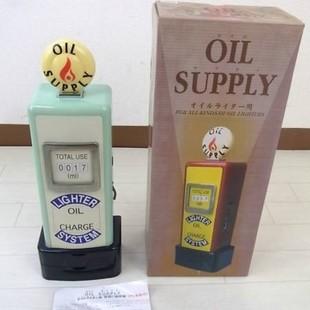 OIL
SUPPLY
TOTAL USE
0017
(ml)
LIGHTER
OIL
CHARGE
SYSTEM
OIL
SUPPLY
オイルライター用
FOR ALL KINDS OF OIL LIGHTERS
OIL
SUPPLY
LIGHTER
OIL
CHARGE
SYSTEM